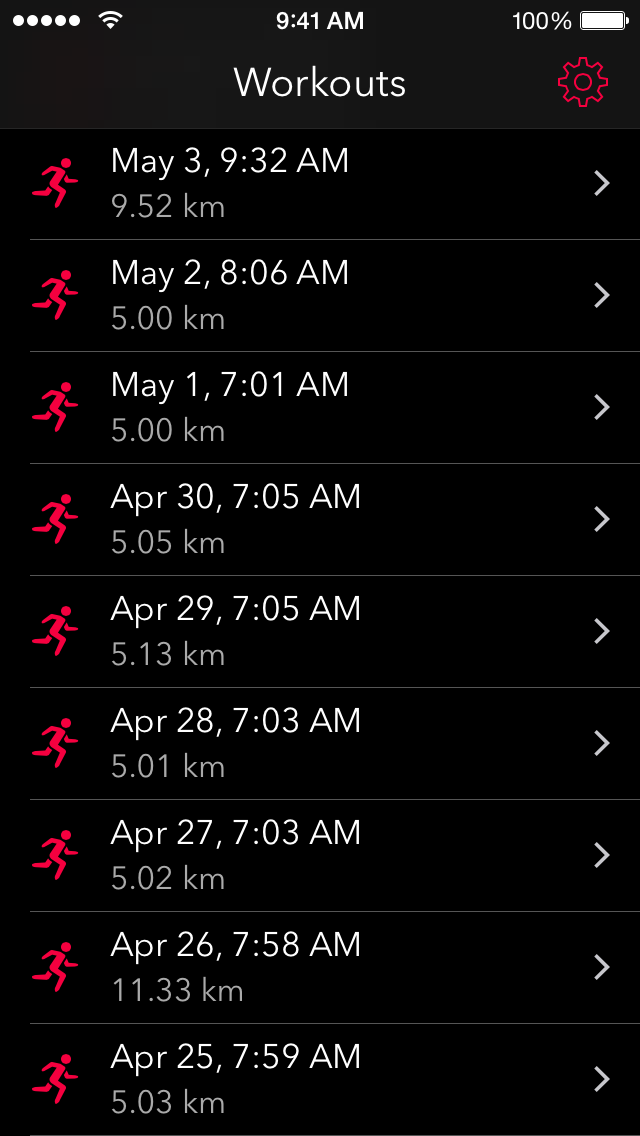 9:41 AM 100%
Workouts
May 3, 9:32 AM
9.52 km
May 2, 8:06 AM
5.00 km
May 1, 7:01 AM
5.00 km
Apr 30, 7:05 AM
5.05 km
Apr 29, 7:05 AM
5.13 km
Apr 28, 7:03 AM
5.01 km
Apr 27, 7:03 AM
5.02 km
Apr 26, 7:58 AM
11.33 km
Apr 25, 7:59 AM
5.03 km